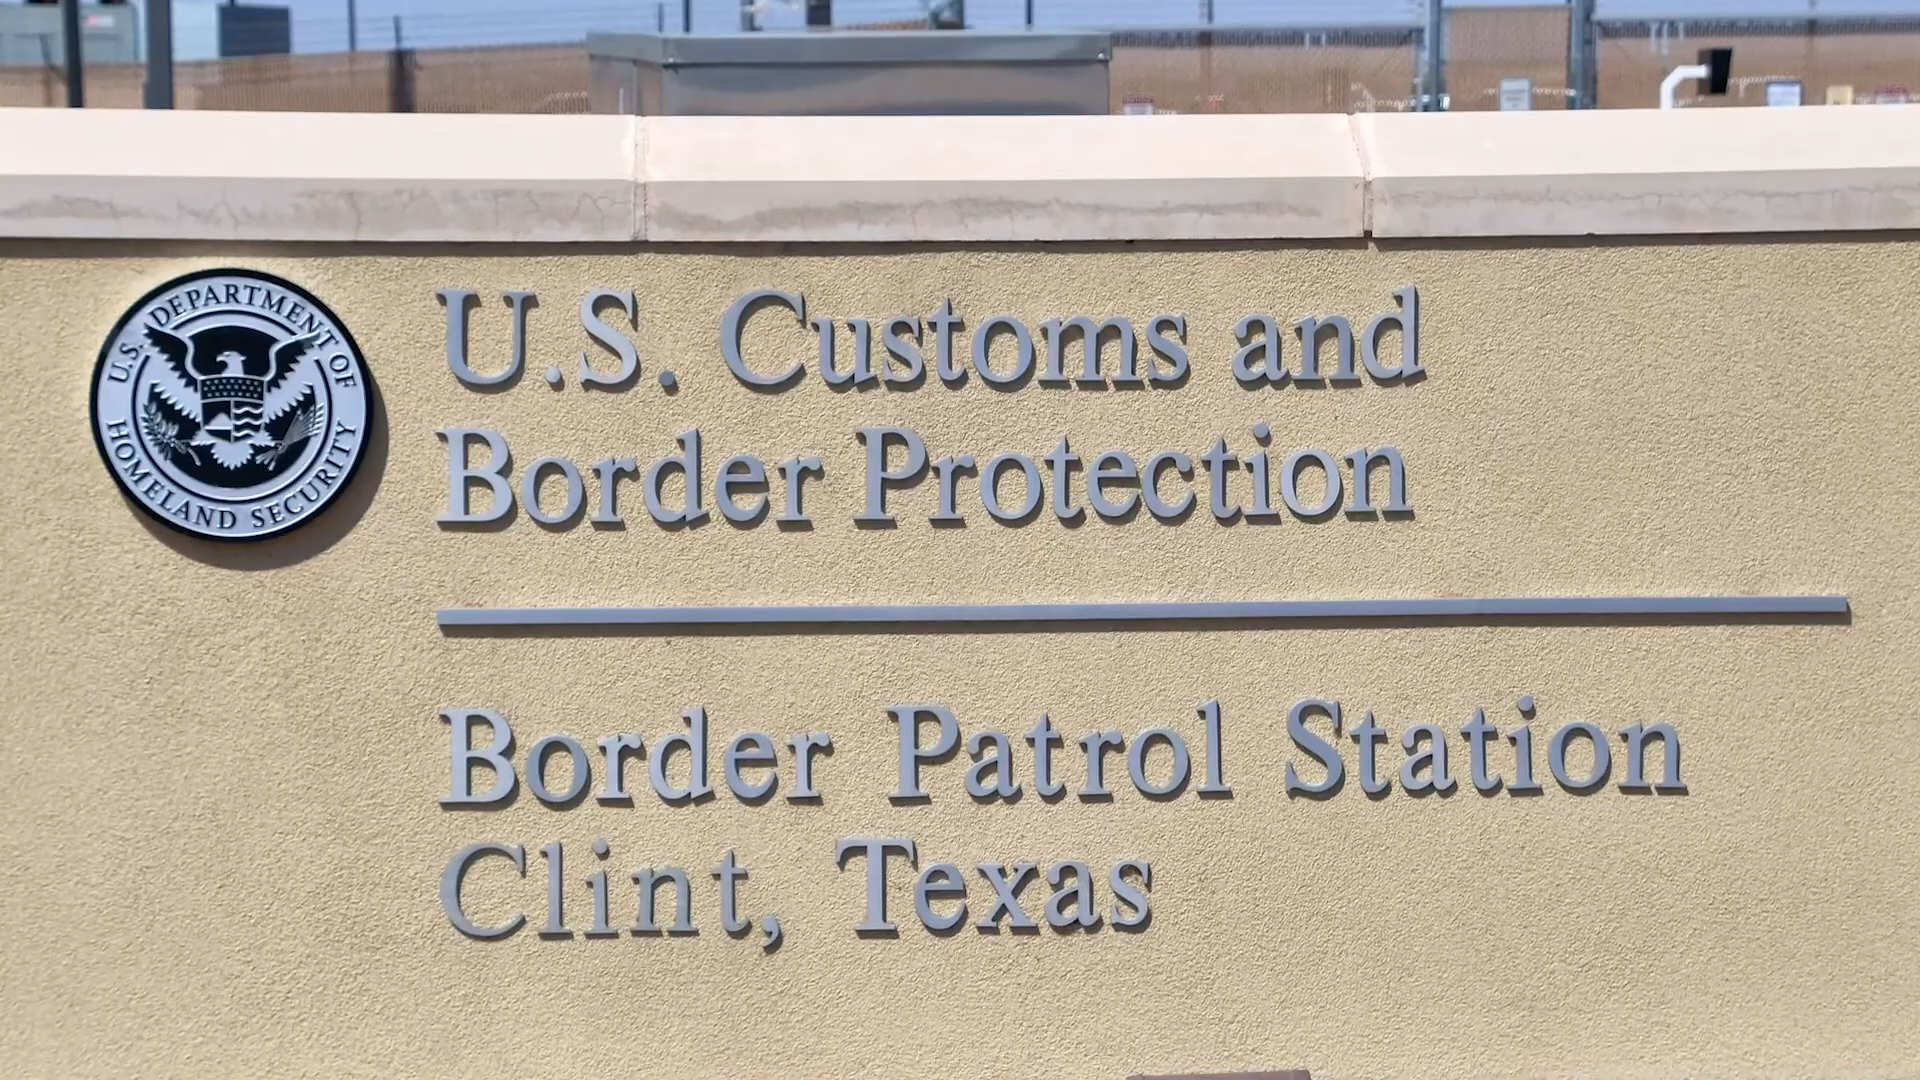 U.S. DEPARTMENT OF
HOMELAND SECURITY
U.S. Customs and
Border Protection
Border Patrol Station
Clint, Texas